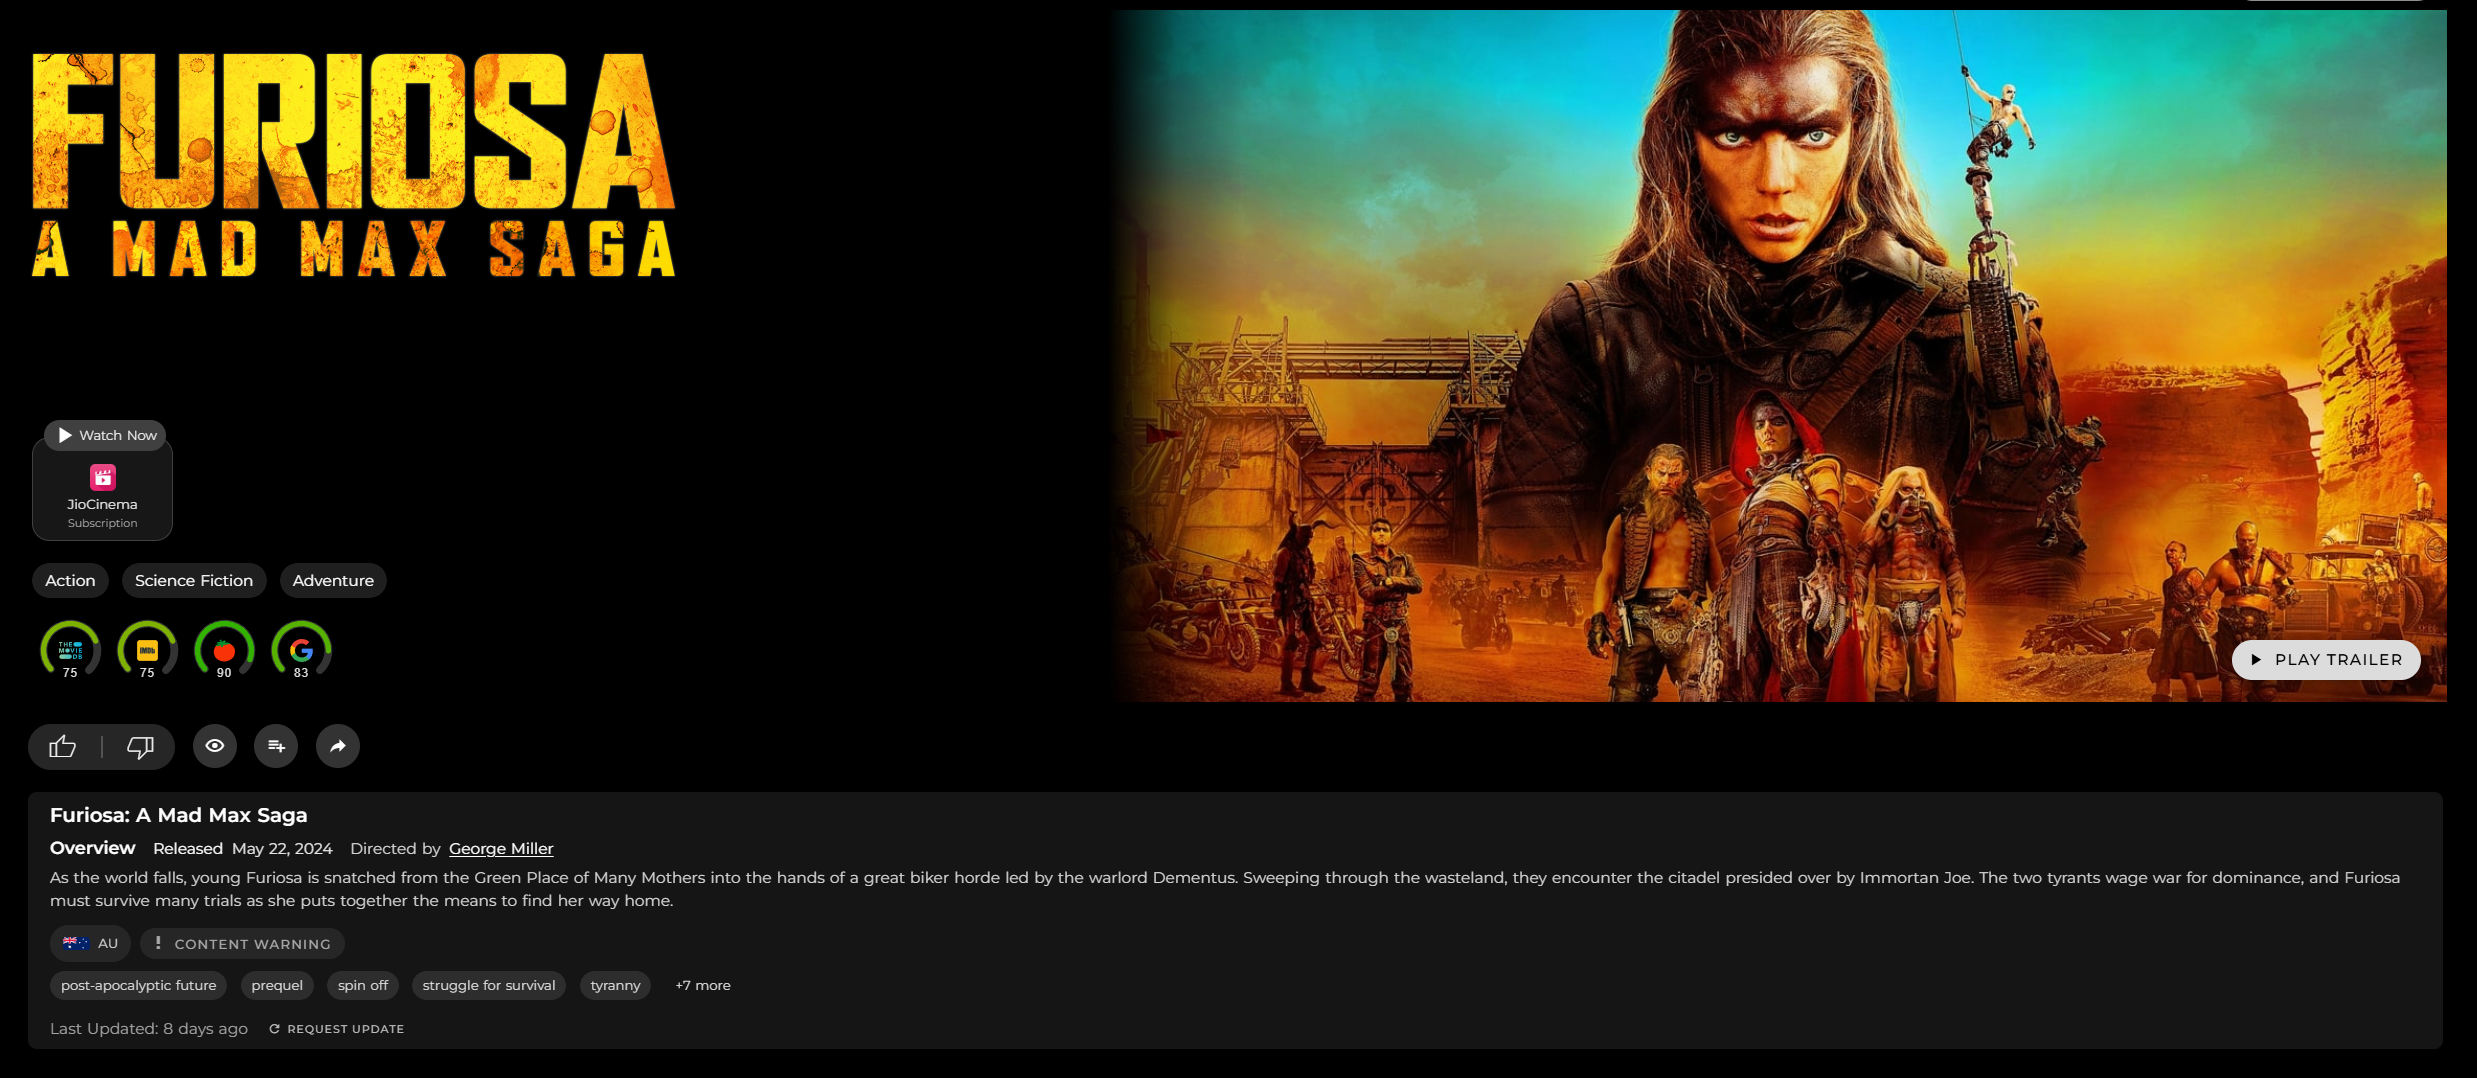 FURIOSA
A MAD MAX SAGA
Watch Now
JioCinema
Subscription
Action Science Fiction Adventure
THE MOVIE DB IMDb G
75 75 90 83
PLAY TRAILER
Furiosa: A Mad Max Saga
Overview Released May 22, 2024 Directed by George Miller
As the world falls, young Furiosa is snatched from the Green Place of Many Mothers into the hands of a great biker horde led by the warlord Dementus. Sweeping through the wasteland, they encounter the citadel presided over by Immortan Joe. The two tyrants wage war for dominance, and Furiosa
must survive many trials as she puts together the means to find her way home.
AU ! CONTENT WARNING
post-apocalyptic future prequel spin off struggle for survival tyranny +7 more
Last Updated: 8 days ago REQUEST UPDATE